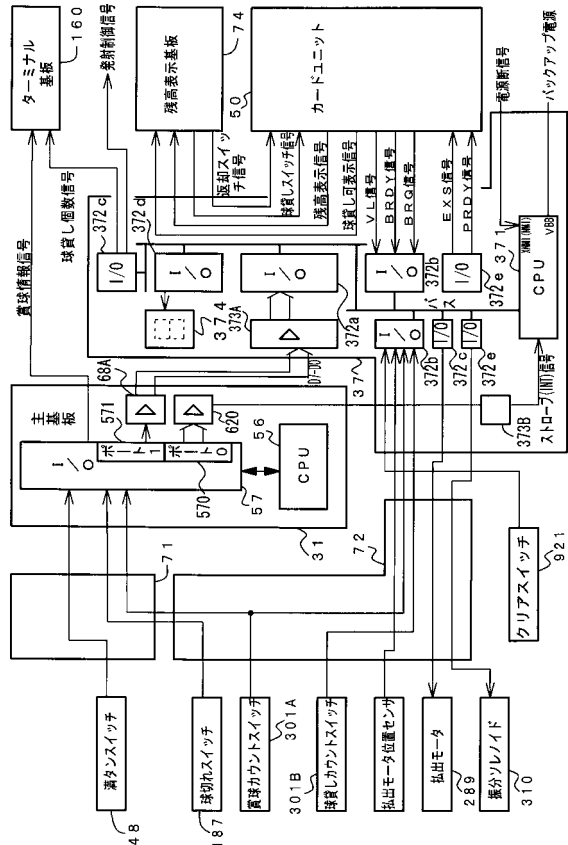 満タンスイッチ
48
球切れスイッチ
187
賞球カウントスイッチ
301A
球貸しカウントスイッチ
301B
払出モータ位置センサ
払出モータ
289
振分ソレノイド
310
71
72
クリアスイッチ
921
主基板
31
I/O
ポート1
ポート0
571
570
57
CPU
56
68A
620
賞球情報信号
球貸し個数信号
ターミナル基板
160
発射制御信号
372c
I/O
372d
I/O
374
373A
I/O
372a
(D7-D0)
37
I/O
372b
I/O
372e
バス
I/O
372b
I/O
372c
I/O
372e
373B
ストローブ(INT)信号
371
CPU
XNMI(NMI)
VBB
電源断信号
バックアップ電源
残高表示基板
74
返却スイッチ信号
球貸しスイッチ信号
残高表示信号
球貸し可表示信号
VL信号
BRDY信号
BRQ信号
EXS信号
PRDY信号
カードユニット
50